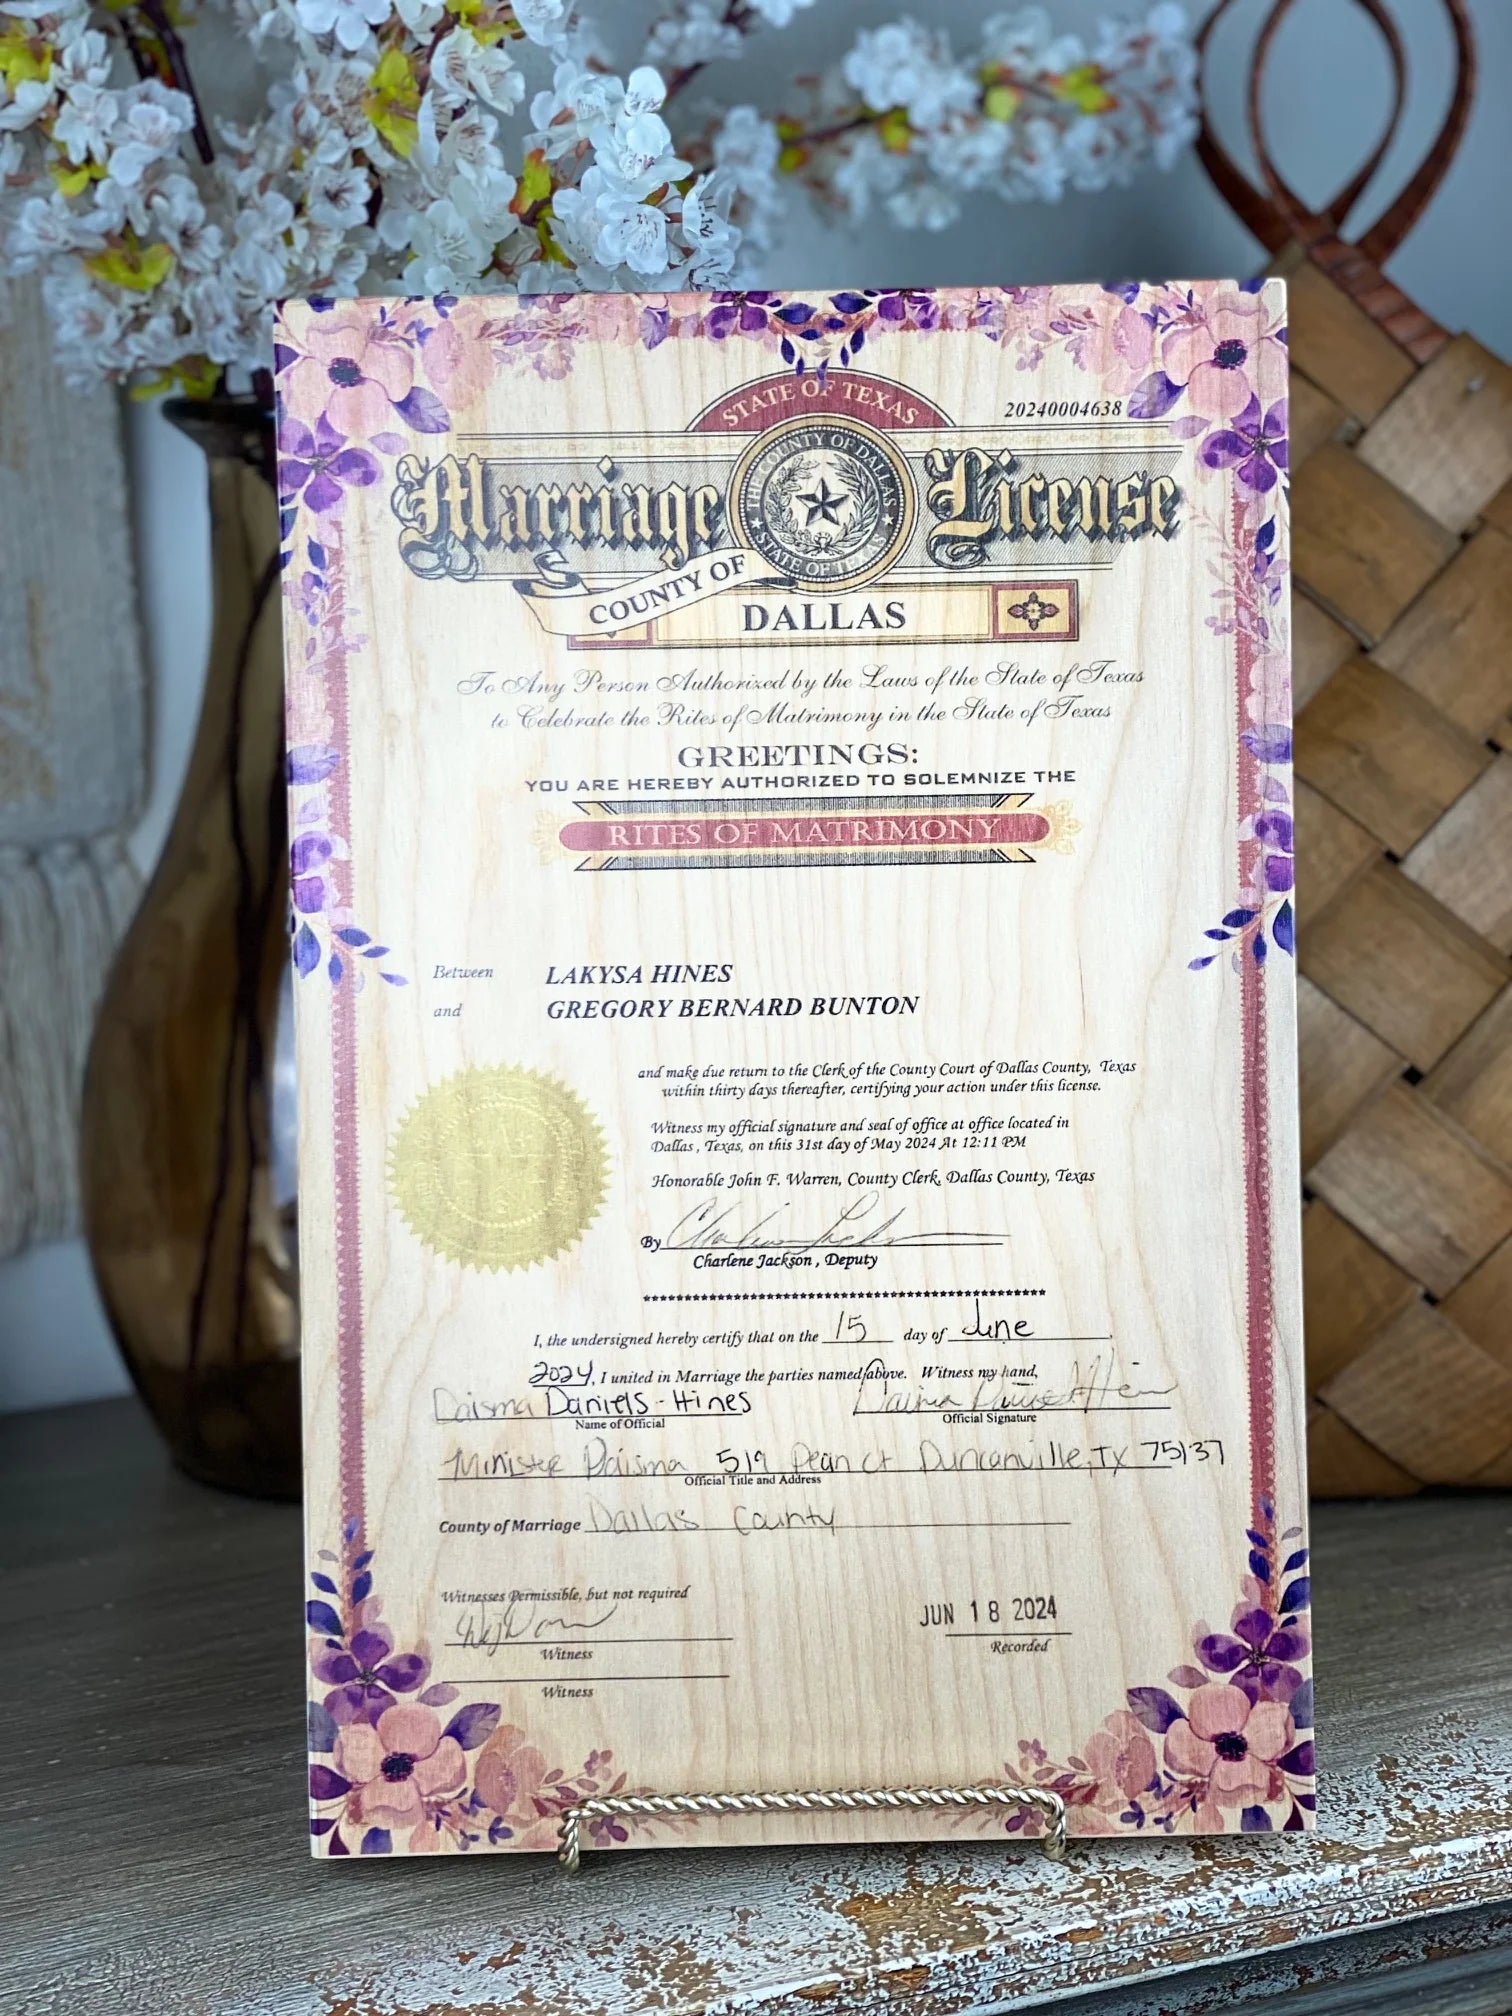 STATE OF TEXAS
20240004638
Marriage License
THE COUNTY OF DALLAS
STATE OF TEXAS
COUNTY OF
DALLAS
To Any Person Authorized by the Laws of the State of Texas
to Celebrate the Rites of Matrimony in the State of Texas
GREETINGS:
YOU ARE HEREBY AUTHORIZED TO SOLEMNIZE THE
RITES OF MATRIMONY
Between LAKYSA HINES
and GREGORY BERNARD BUNTON
and make due return to the Clerk of the County Court of Dallas County, Texas
within thirty days thereafter, certifying your action under this license.
Witness my official signature and seal of office at office located in
Dallas , Texas, on this 31st day of May 2024 At 12:11 PM
Honorable John F. Warren, County Clerk, Dallas County, Texas
By Charlene Jackson
Charlene Jackson , Deputy
I, the undersigned hereby certify that on the 15 day of June
2024, I united in Marriage the parties named above. Witness my hand,
Daisma Daniels-Hines
Name of Official
Official Signature
Minister Daisma 519 Pean Ct Duncanville, TX 75137
Official Title and Address
County of Marriage Dallas County
Witnesses Permissible, but not required
JUN 18 2024
Witness
Recorded
Witness